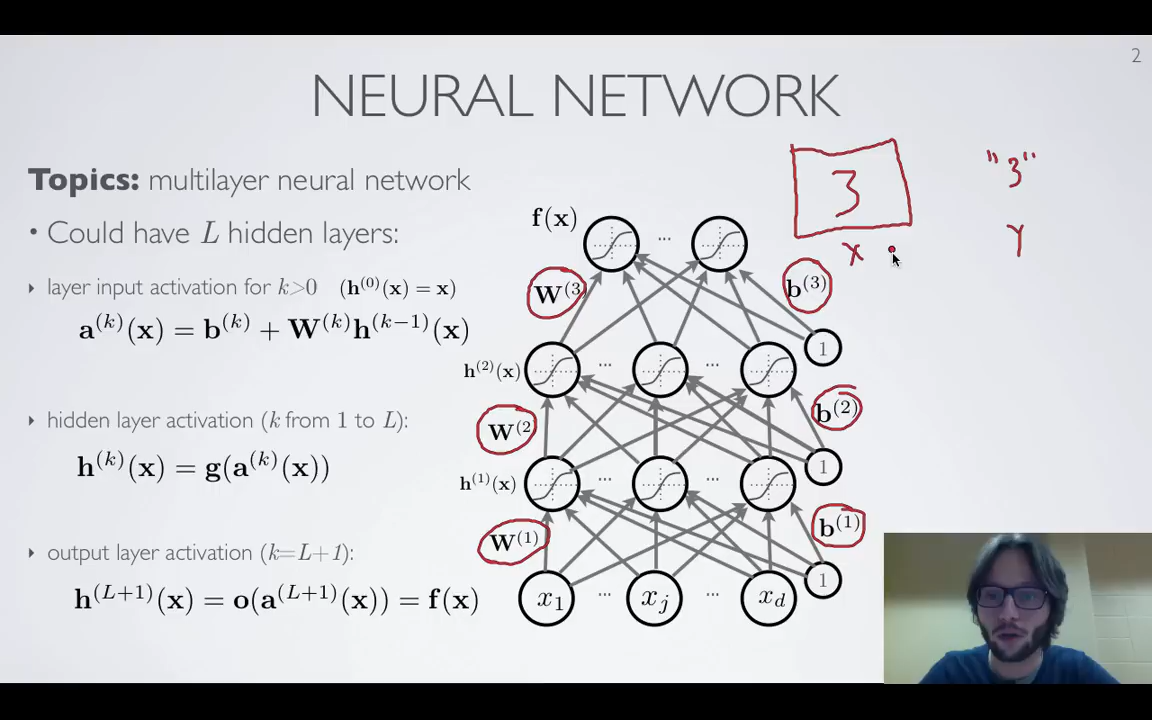 2
NEURAL NETWORK
Topics: multilayer neural network
• Could have L hidden layers:
‣ layer input activation for k>0 (h^(0)(x) = x)
a^(k)(x) = b^(k) + W^(k)h^(k−1)(x)
‣ hidden layer activation (k from 1 to L):
h^(k)(x) = g(a^(k)(x))
‣ output layer activation (k=L+1):
h^(L+1)(x) = o(a^(L+1)(x)) = f(x)
f(x) ...
W^(3 b^(3)
1
h^(2)(x) ... ...
W^(2 b^(2)
1
h^(1)(x) ... ...
W^(1) b^(1)
1
x_1 ... x_j ... x_d
3
x
"3"
Y